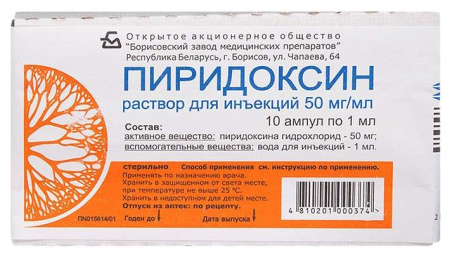 Открытое акционерное общество
"Борисовский завод медицинских препаратов"
Республика Беларусь, г. Борисов, ул. Чапаева, 64
ПИРИДОКСИН
раствор для инъекций 50 мг/мл
10 ампул по 1 мл
Состав:
активное вещество: пиридоксина гидрохлорид - 50 мг;
вспомогательные вещества: вода для инъекций - 1 мл.
стерильно Способ применения см. инструкцию по применению.
Применять по назначению врача.
Хранить в защищенном от света месте,
при температуре не выше 25 °С.
Хранить в недоступном для детей месте.
Отпуск из аптек: по рецепту.
ПN015614/01 Годен до Дата выпуска
4 810201 000374
2